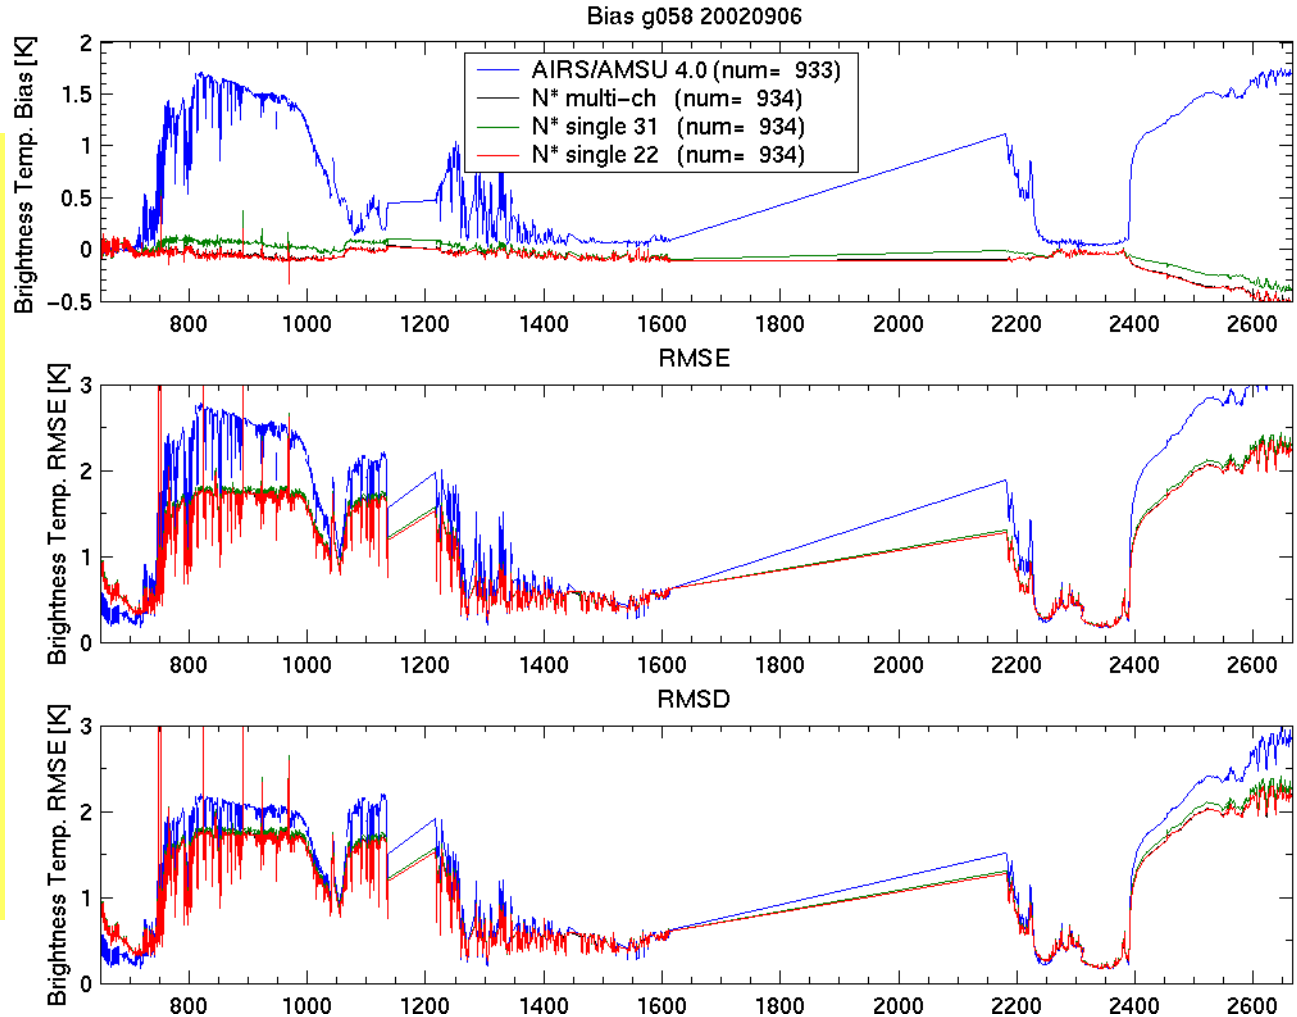 Bias g058 20020906
Brightness Temp. Bias [K]
2
1.5
1
0.5
0
−0.5
AIRS/AMSU 4.0 (num= 933)
N* multi−ch (num= 934)
N* single 31 (num= 934)
N* single 22 (num= 934)
800 1000 1200 1400 1600 1800 2000 2200 2400 2600
RMSE
Brightness Temp. RMSE [K]
3
2
1
0
800 1000 1200 1400 1600 1800 2000 2200 2400 2600
RMSD
Brightness Temp. RMSE [K]
3
2
1
0
800 1000 1200 1400 1600 1800 2000 2200 2400 2600